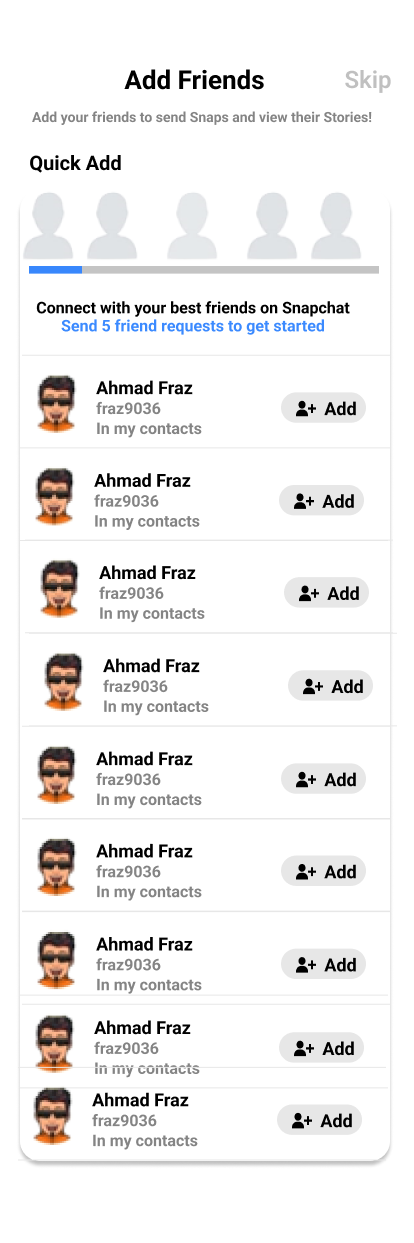 Add Friends
Skip
Add your friends to send Snaps and view their Stories!
Quick Add
Connect with your best friends on Snapchat
Send 5 friend requests to get started
Ahmad Fraz
fraz9036
In my contacts
Add
Ahmad Fraz
fraz9036
In my contacts
Add
Ahmad Fraz
fraz9036
In my contacts
Add
Ahmad Fraz
fraz9036
In my contacts
Add
Ahmad Fraz
fraz9036
In my contacts
Add
Ahmad Fraz
fraz9036
In my contacts
Add
Ahmad Fraz
fraz9036
In my contacts
Add
Ahmad Fraz
fraz9036
In my contacts
Add
Ahmad Fraz
fraz9036
In my contacts
Add